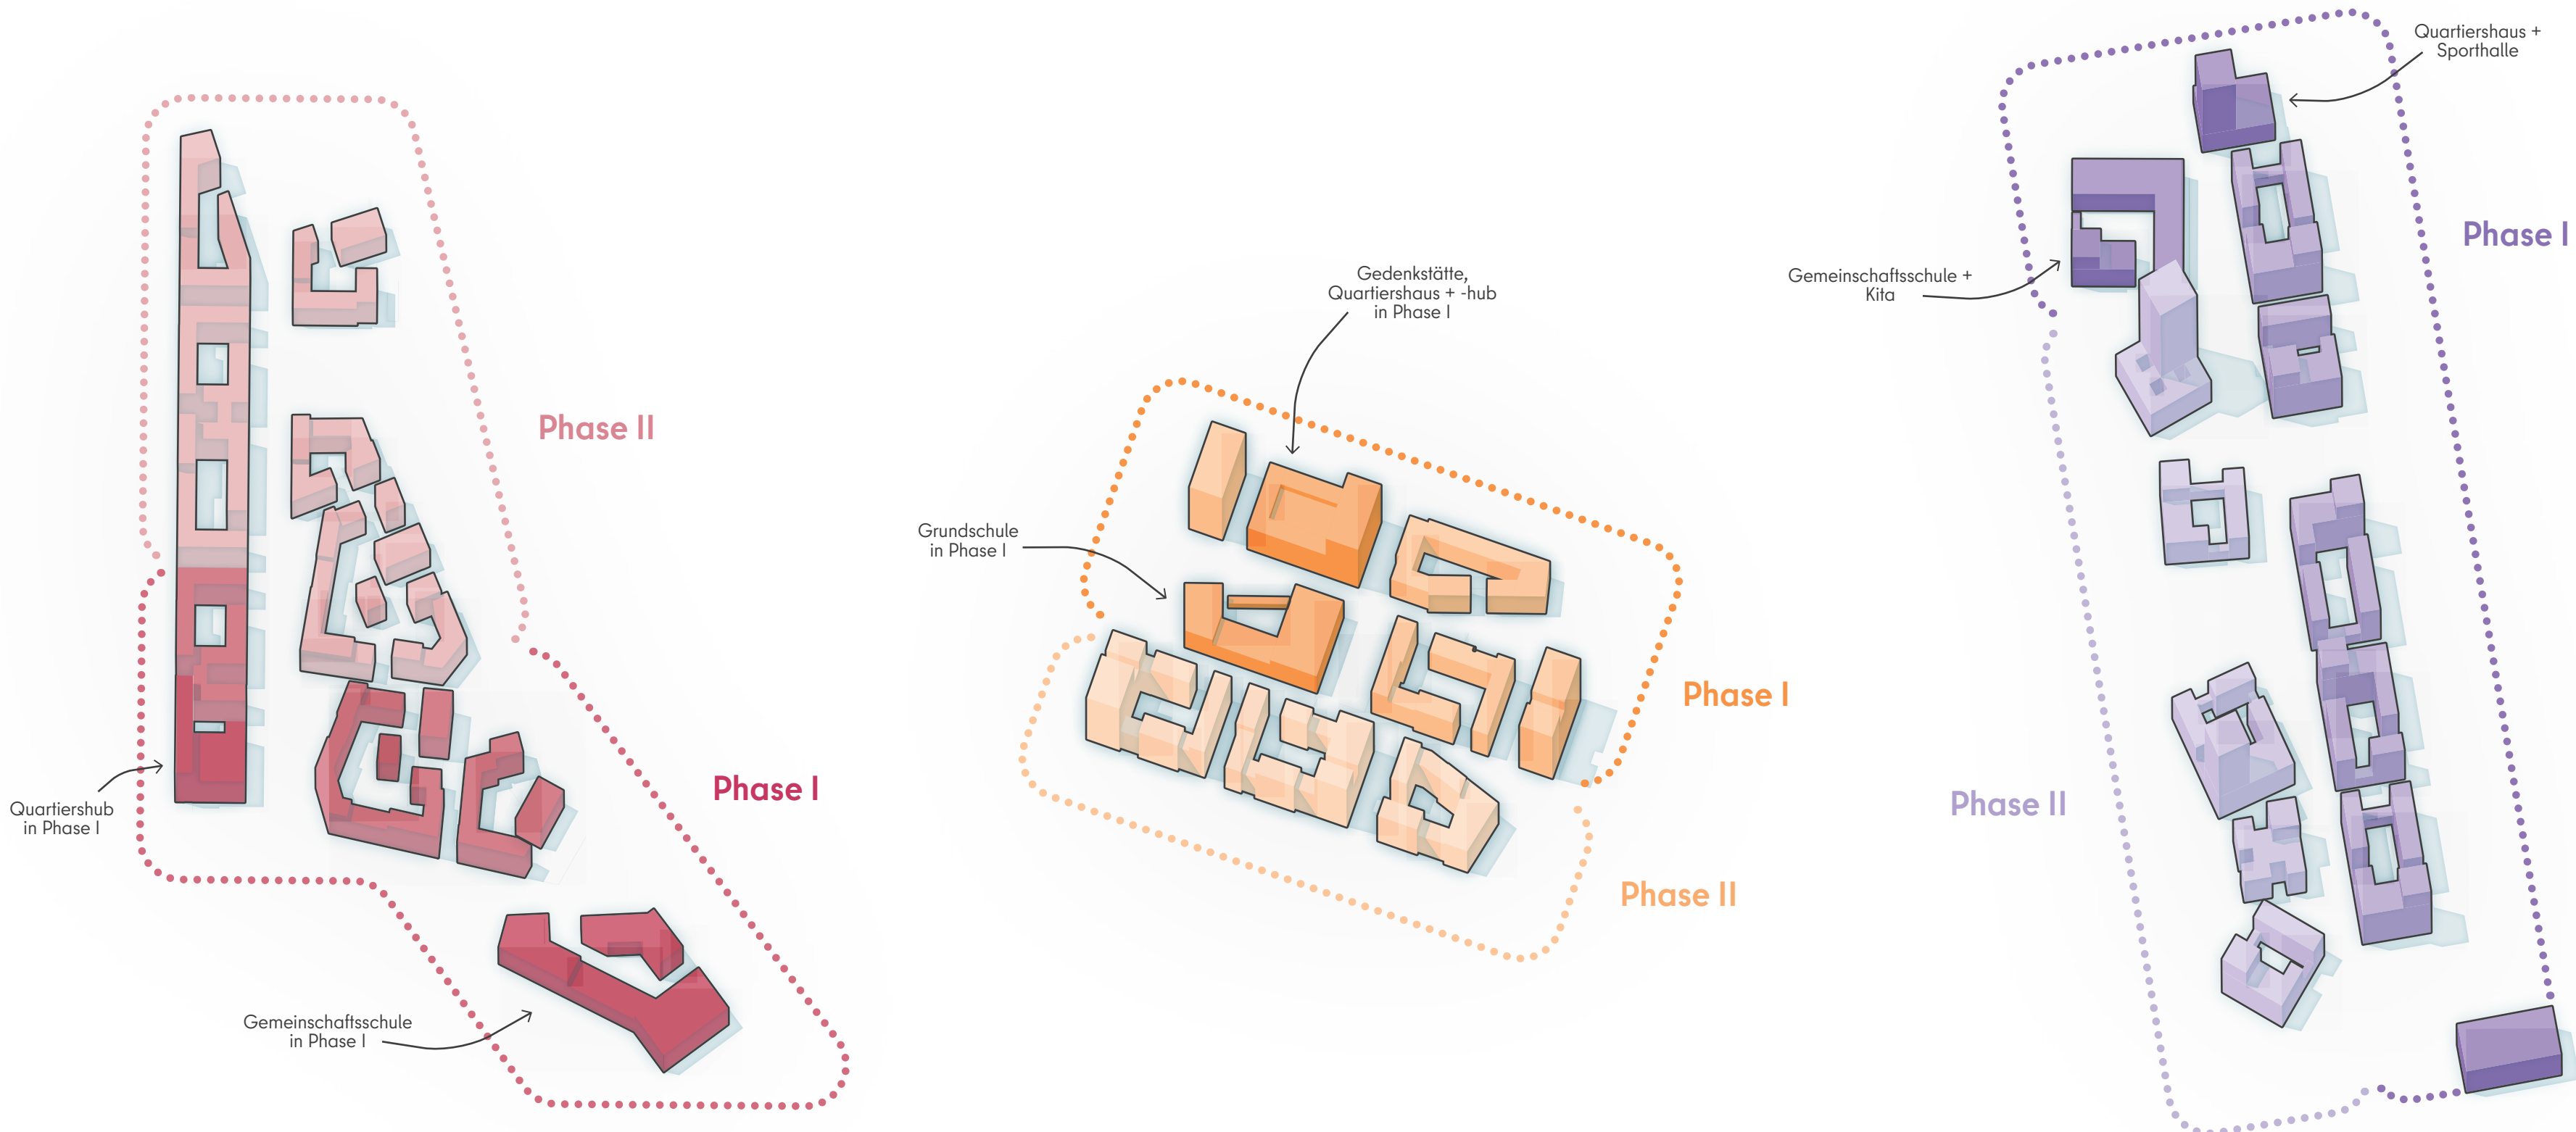 Phase II
Quartiershub
in Phase I
Phase I
Gemeinschaftsschule
in Phase I
Gedenkstätte,
Quartiershaus + -hub
in Phase I
Grundschule
in Phase I
Phase I
Phase II
Quartiershaus +
Sporthalle
Phase I
Gemeinschaftsschule +
Kita
Phase II